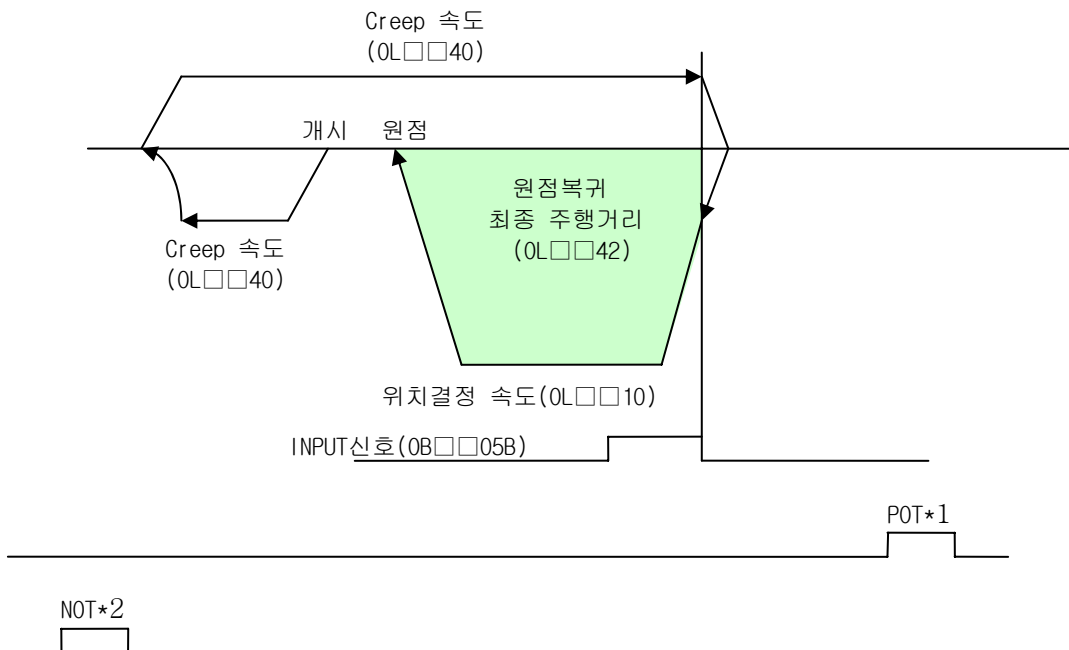 Creep 속도
(OL□□40)
개시 원점
원점복귀
최종 주행거리
(OL□□42)
Creep 속도
(OL□□40)
위치결정 속도(OL□□10)
INPUT신호(OB□□05B)
POT*1
NOT*2